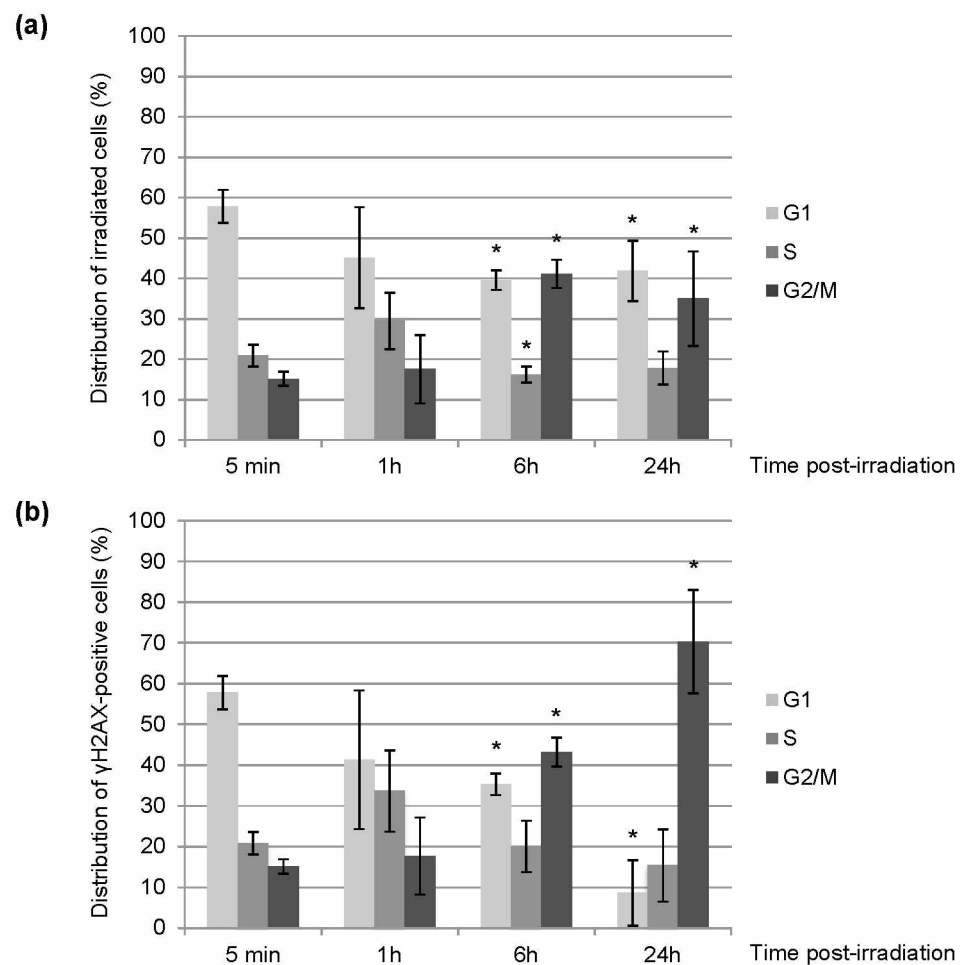 (a)
Distribution of irradiated cells (%)
100
90
80
70
60
50
40
30
20
10
0
* * * * *
G1
S
G2/M
5 min 1h 6h 24h Time post-irradiation
(b)
Distribution of γH2AX-positive cells (%)
100
90
80
70
60
50
40
30
20
10
0
* * * *
G1
S
G2/M
5 min 1h 6h 24h Time post-irradiation